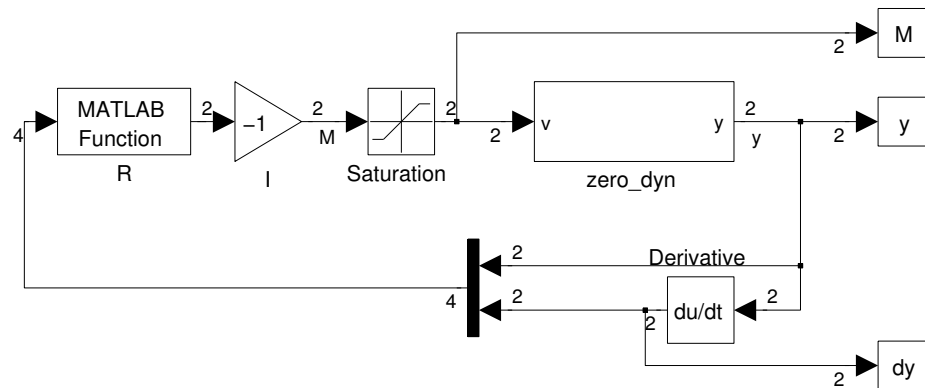 M
2
MATLAB
Function
R
4
2
−1
I
2
M
Saturation
2
2
v
y
zero_dyn
2
y
2
y
2
Derivative
4
2
2
du/dt
2
2
dy